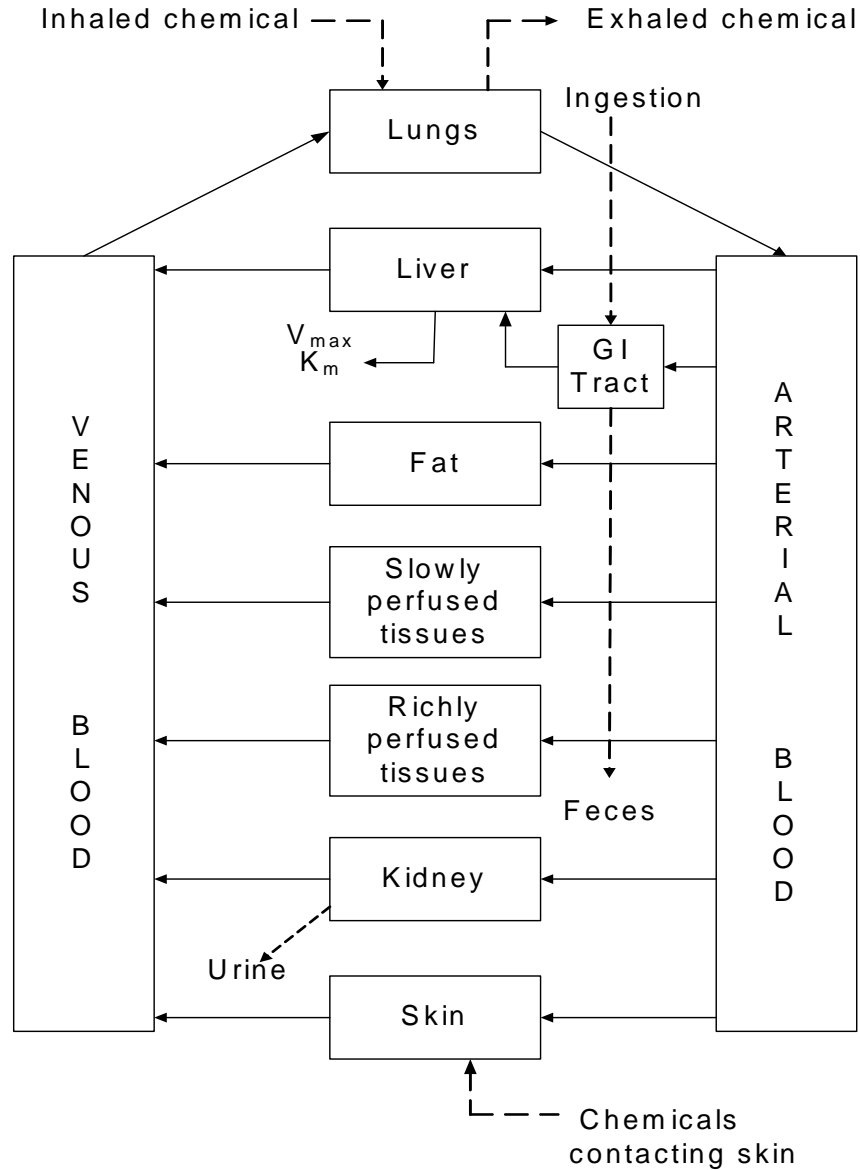 Inhaled chemical
Exhaled chemical
Ingestion
Lungs
Liver
Vmax
Km
GI
Tract
VENOUS BLOOD
ARTERIAL BLOOD
Fat
Slowly
perfused
tissues
Richly
perfused
tissues
Feces
Kidney
Urine
Skin
Chemicals
contacting skin